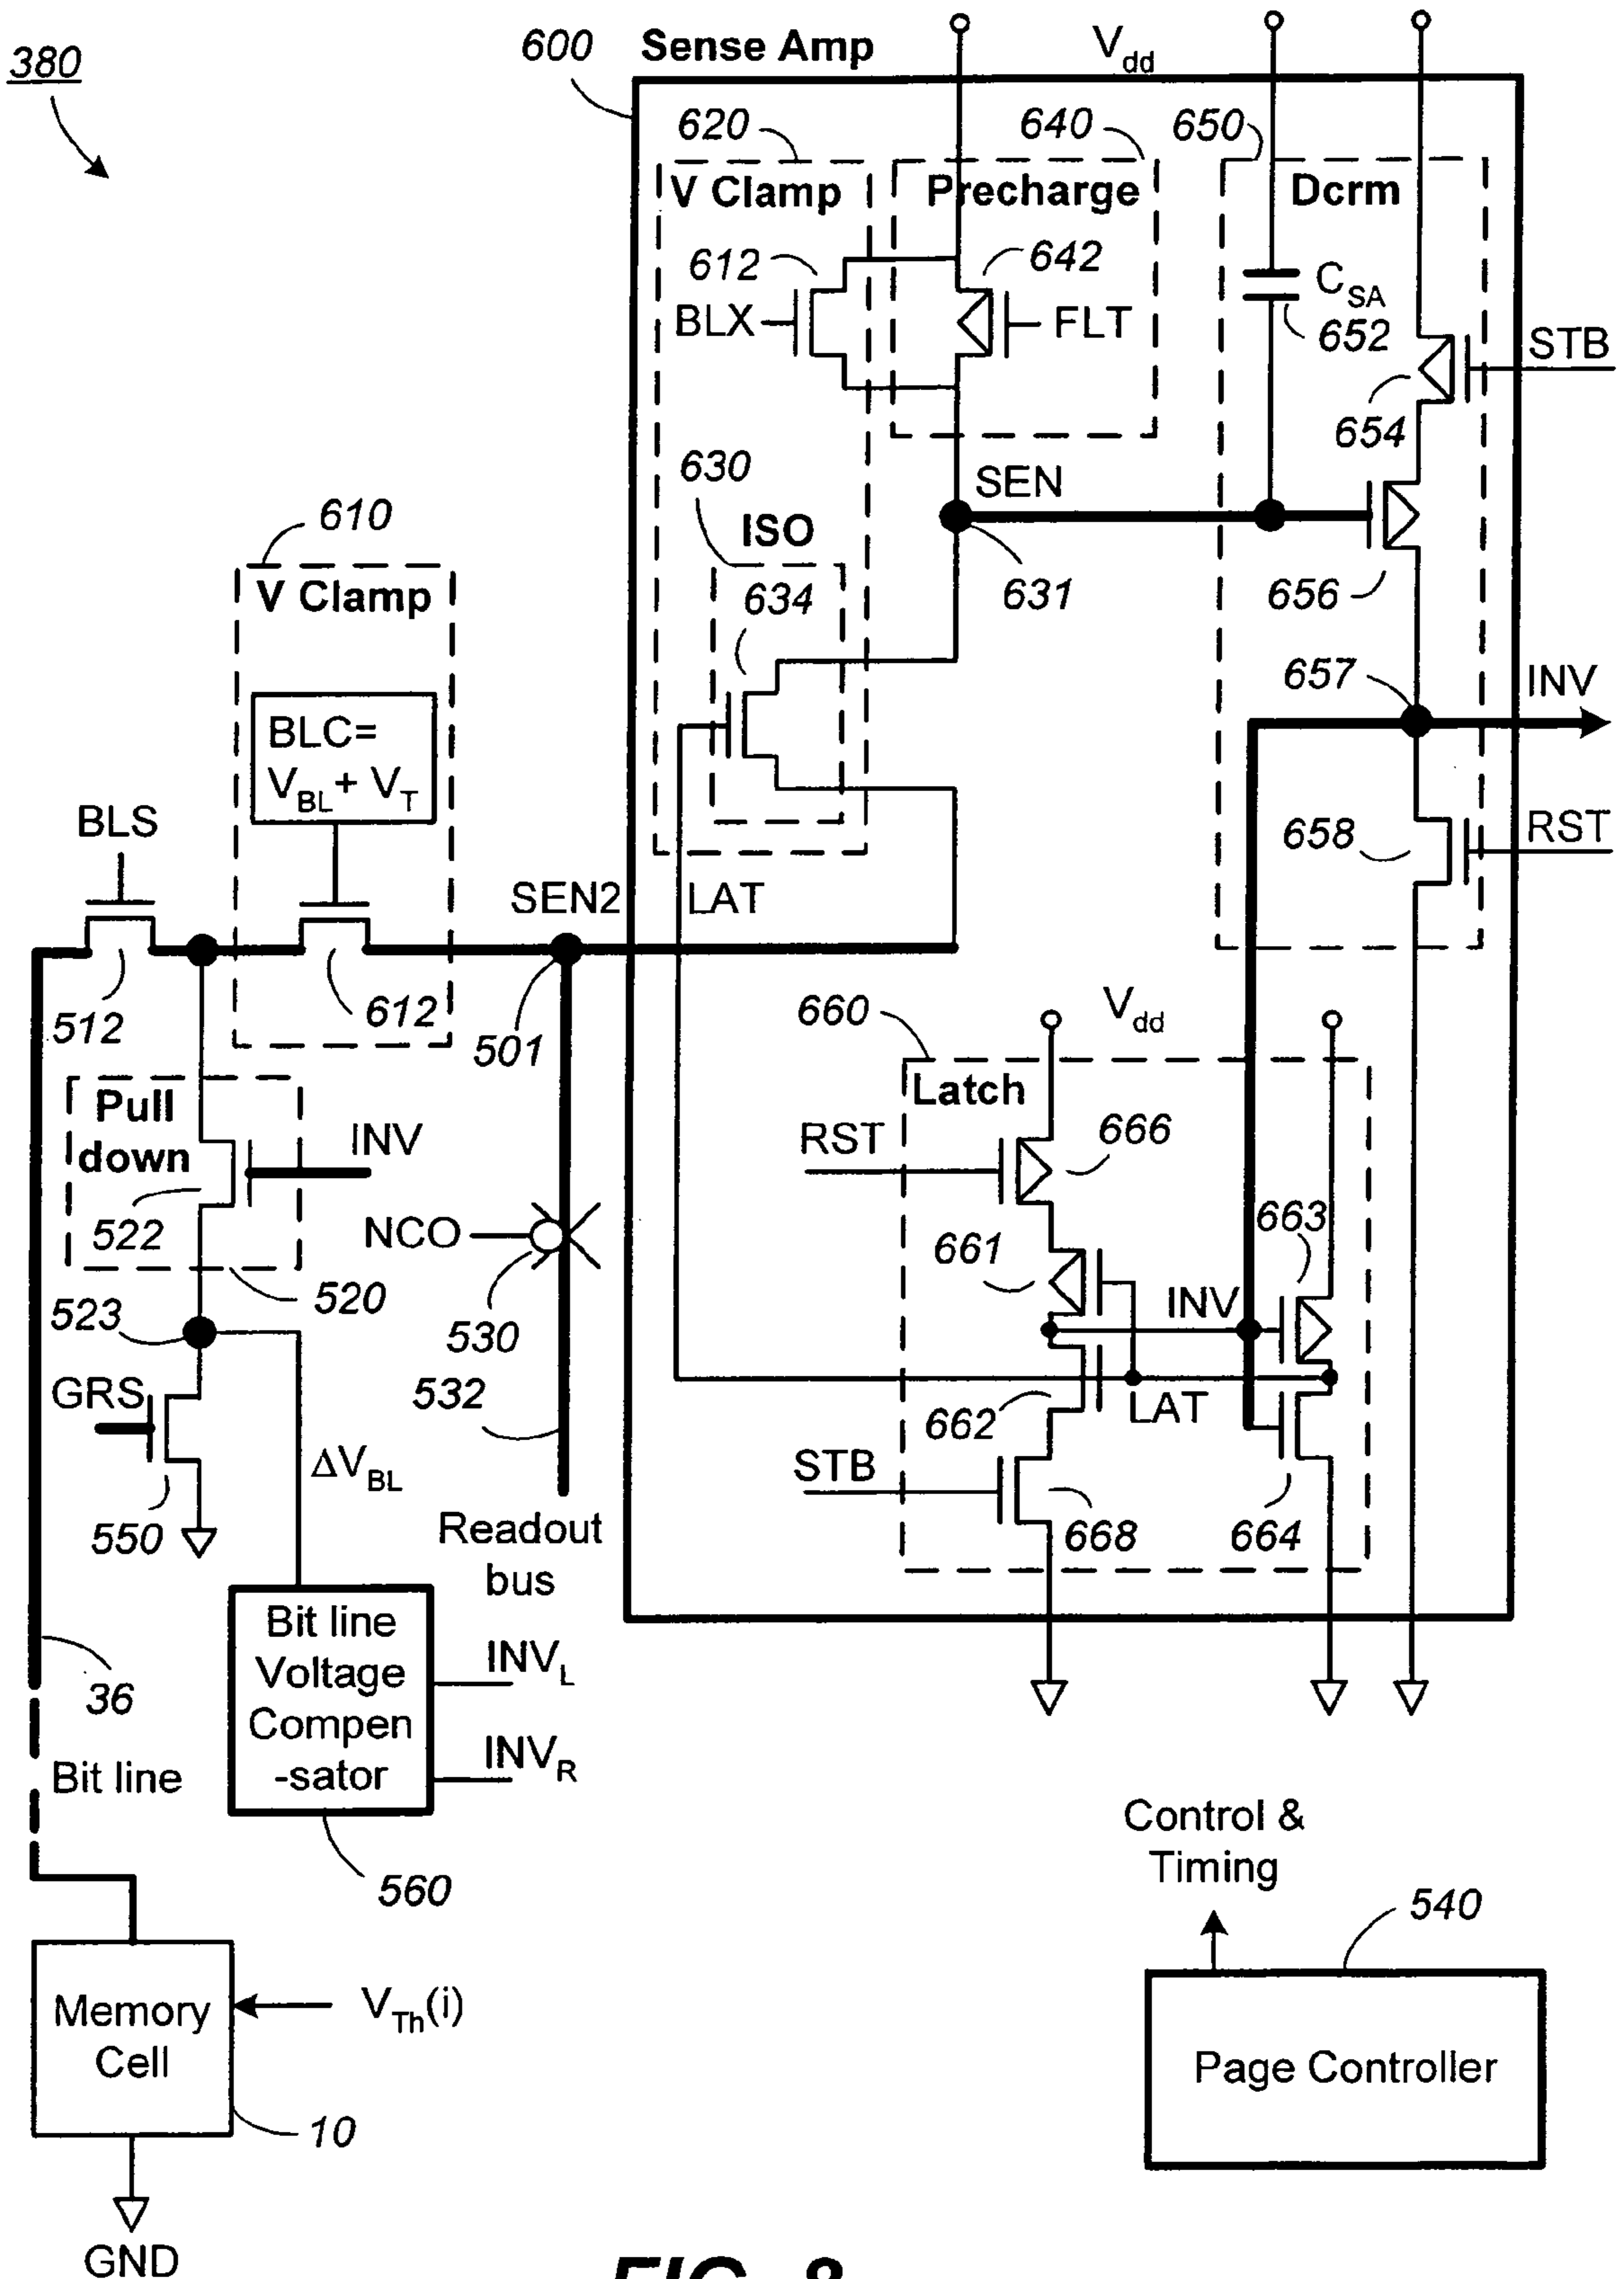 380
600
Sense Amp
Vdd
620
640
650
V Clamp
Precharge
Dcrm
612
642
CSA
652
BLX
FLT
STB
654
630
SEN
610
ISO
V Clamp
634
631
656
657
INV
BLC=
VBL + VT
BLS
658
RST
SEN2
LAT
512
612
501
660
Vdd
Pull
down
INV
Latch
RST
666
522
NCO
663
661
INV
523
520
530
GRS
532
662
LAT
ΔVBL
STB
550
Readout
bus
668
664
Bit line
Voltage
Compen
-sator
INVL
36
INVR
Bit line
Control &
Timing
560
540
Memory
Cell
VTh(i)
Page Controller
10
GND
FIG. 8